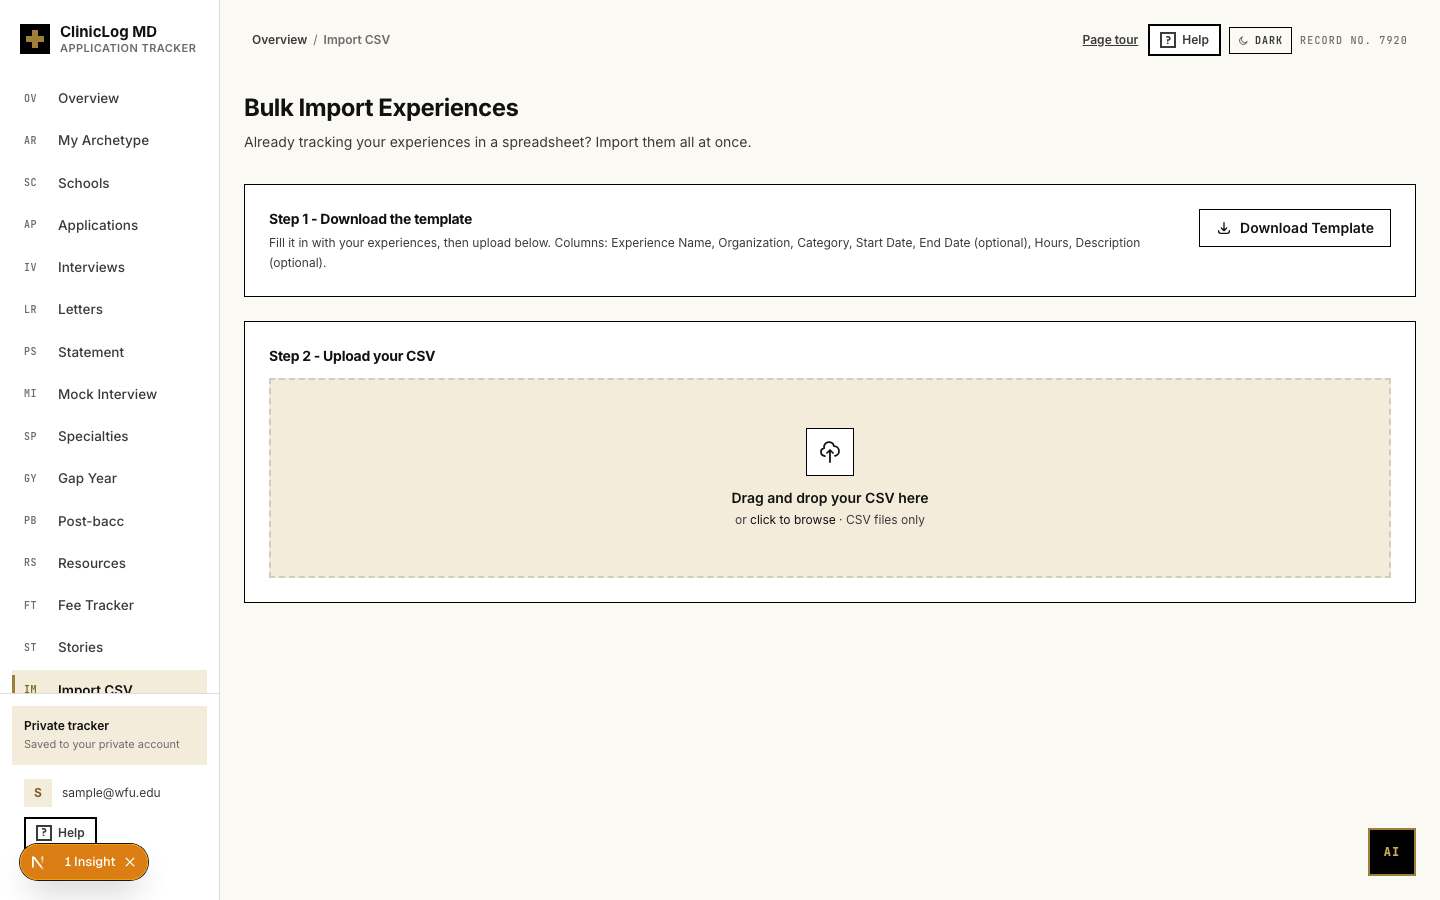 ClinicLog MD
APPLICATION TRACKER
OV Overview
AR My Archetype
SC Schools
AP Applications
IV Interviews
LR Letters
PS Statement
MI Mock Interview
SP Specialties
GY Gap Year
PB Post-bacc
RS Resources
FT Fee Tracker
ST Stories
IM Import CSV
Private tracker
Saved to your private account
S sample@wfu.edu
? Help
N 1 Insight
Overview / Import CSV
Page tour
? Help
DARK
RECORD NO. 7920
Bulk Import Experiences
Already tracking your experiences in a spreadsheet? Import them all at once.
Step 1 - Download the template
Fill it in with your experiences, then upload below. Columns: Experience Name, Organization, Category, Start Date, End Date (optional), Hours, Description
(optional).
Download Template
Step 2 - Upload your CSV
Drag and drop your CSV here
or click to browse · CSV files only
AI